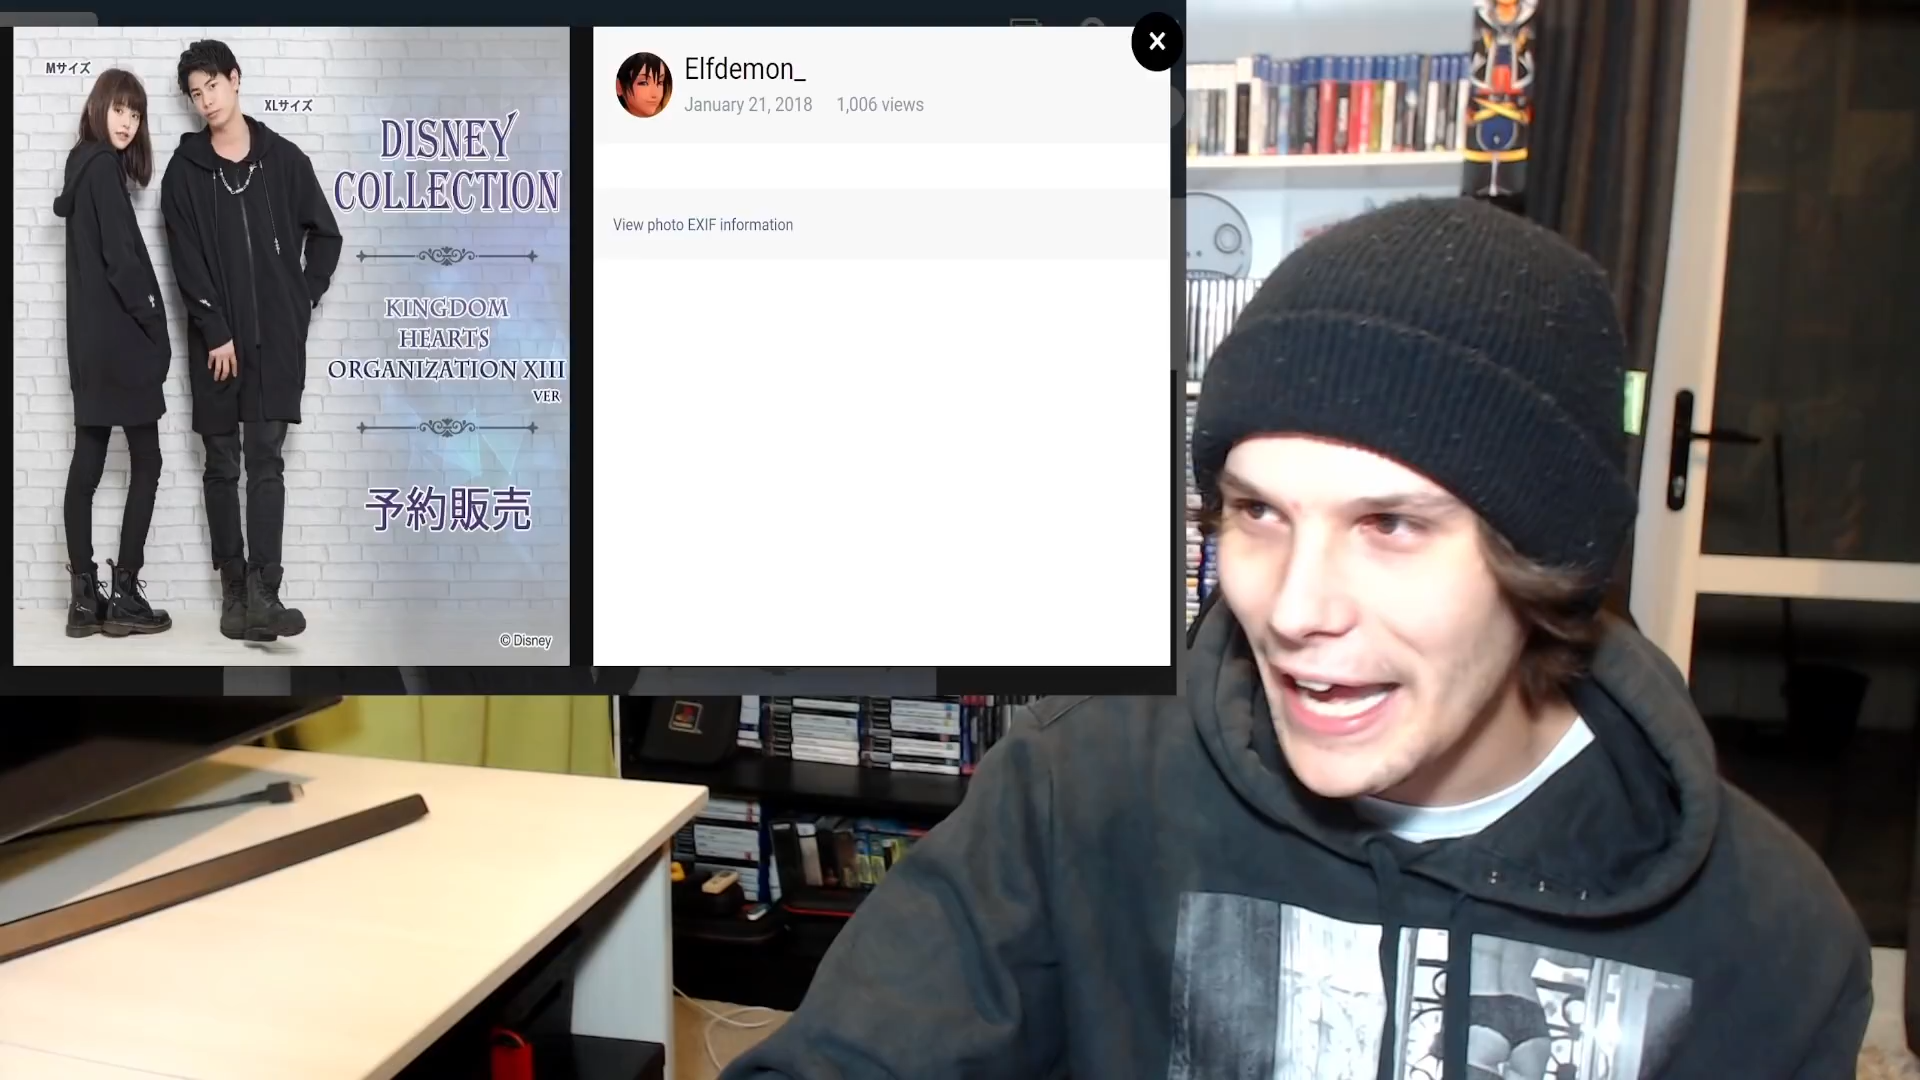 Mサイズ
XLサイズ
DISNEY
COLLECTION
KINGDOM
HEARTS
ORGANIZATION XIII
VER
予約販売
© Disney
Elfdemon_
January 21, 2018 1,006 views
View photo EXIF information